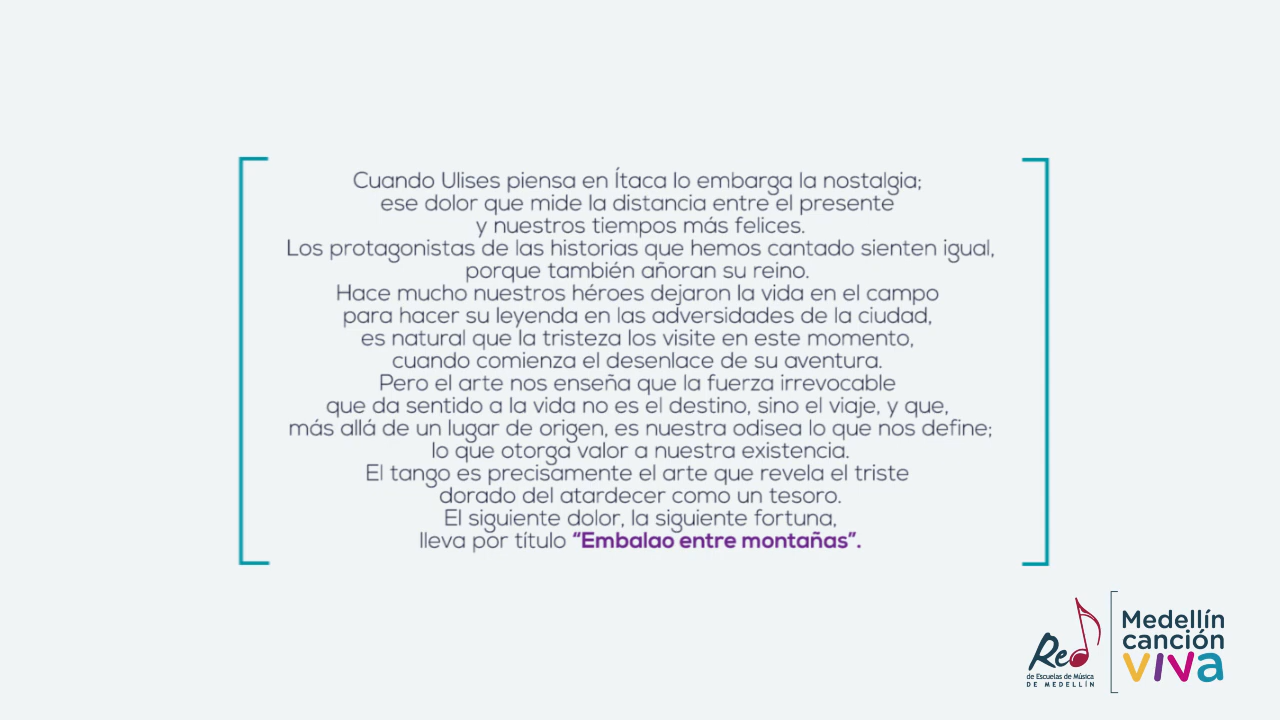 Cuando Ulises piensa en Ítaca lo embarga la nostalgia;
ese dolor que mide la distancia entre el presente
y nuestros tiempos más felices.
Los protagonistas de las historias que hemos cantado sienten igual,
porque también añoran su reino.
Hace mucho nuestros héroes dejaron la vida en el campo
para hacer su leyenda en las adversidades de la ciudad,
es natural que la tristeza los visite en este momento,
cuando comienza el desenlace de su aventura.
Pero el arte nos enseña que la fuerza irrevocable
que da sentido a la vida no es el destino, sino el viaje, y que,
más allá de un lugar de origen, es nuestra odisea lo que nos define;
lo que otorga valor a nuestra existencia.
El tango es precisamente el arte que revela el triste
dorado del atardecer como un tesoro.
El siguiente dolor, la siguiente fortuna,
lleva por título “Embalao entre montañas”.
Red
de Escuelas de Música
DE MEDELLÍN
Medellín
canción
viva